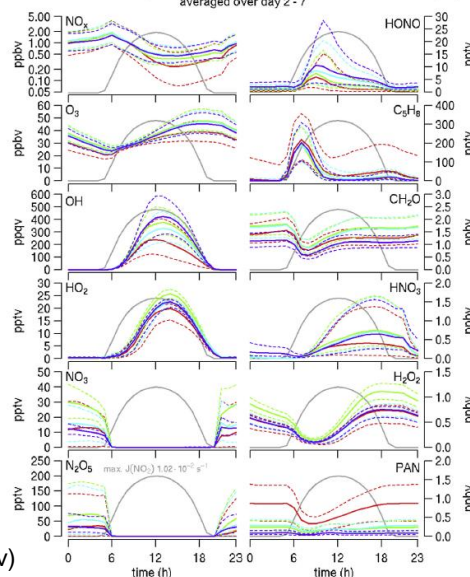 averaged over day 2 - 7
NOx
ppbv
5.00
2.00
1.00
0.50
0.20
0.10
0.05
HONO
pptv
30
25
20
15
10
5
0
O3
ppbv
60
50
40
30
20
10
0
C5H8
pptv
400
300
200
100
0
OH
ppqv
600
500
400
300
200
100
0
CH2O
ppbv
3.0
2.5
2.0
1.5
1.0
0.5
0.0
HO2
pptv
30
25
20
15
10
5
0
HNO3
ppbv
2.0
1.5
1.0
0.5
0.0
NO3
pptv
50
40
30
20
10
0
H2O2
ppbv
1.5
1.0
0.5
0.0
N2O5
max. J(NO2) 1.02·10-2 s-1
pptv
250
200
150
100
50
0
PAN
ppbv
2.0
1.5
1.0
0.5
0.0
v)
0 6 12 18 23
0 6 12 18 23
time (h)
time (h)